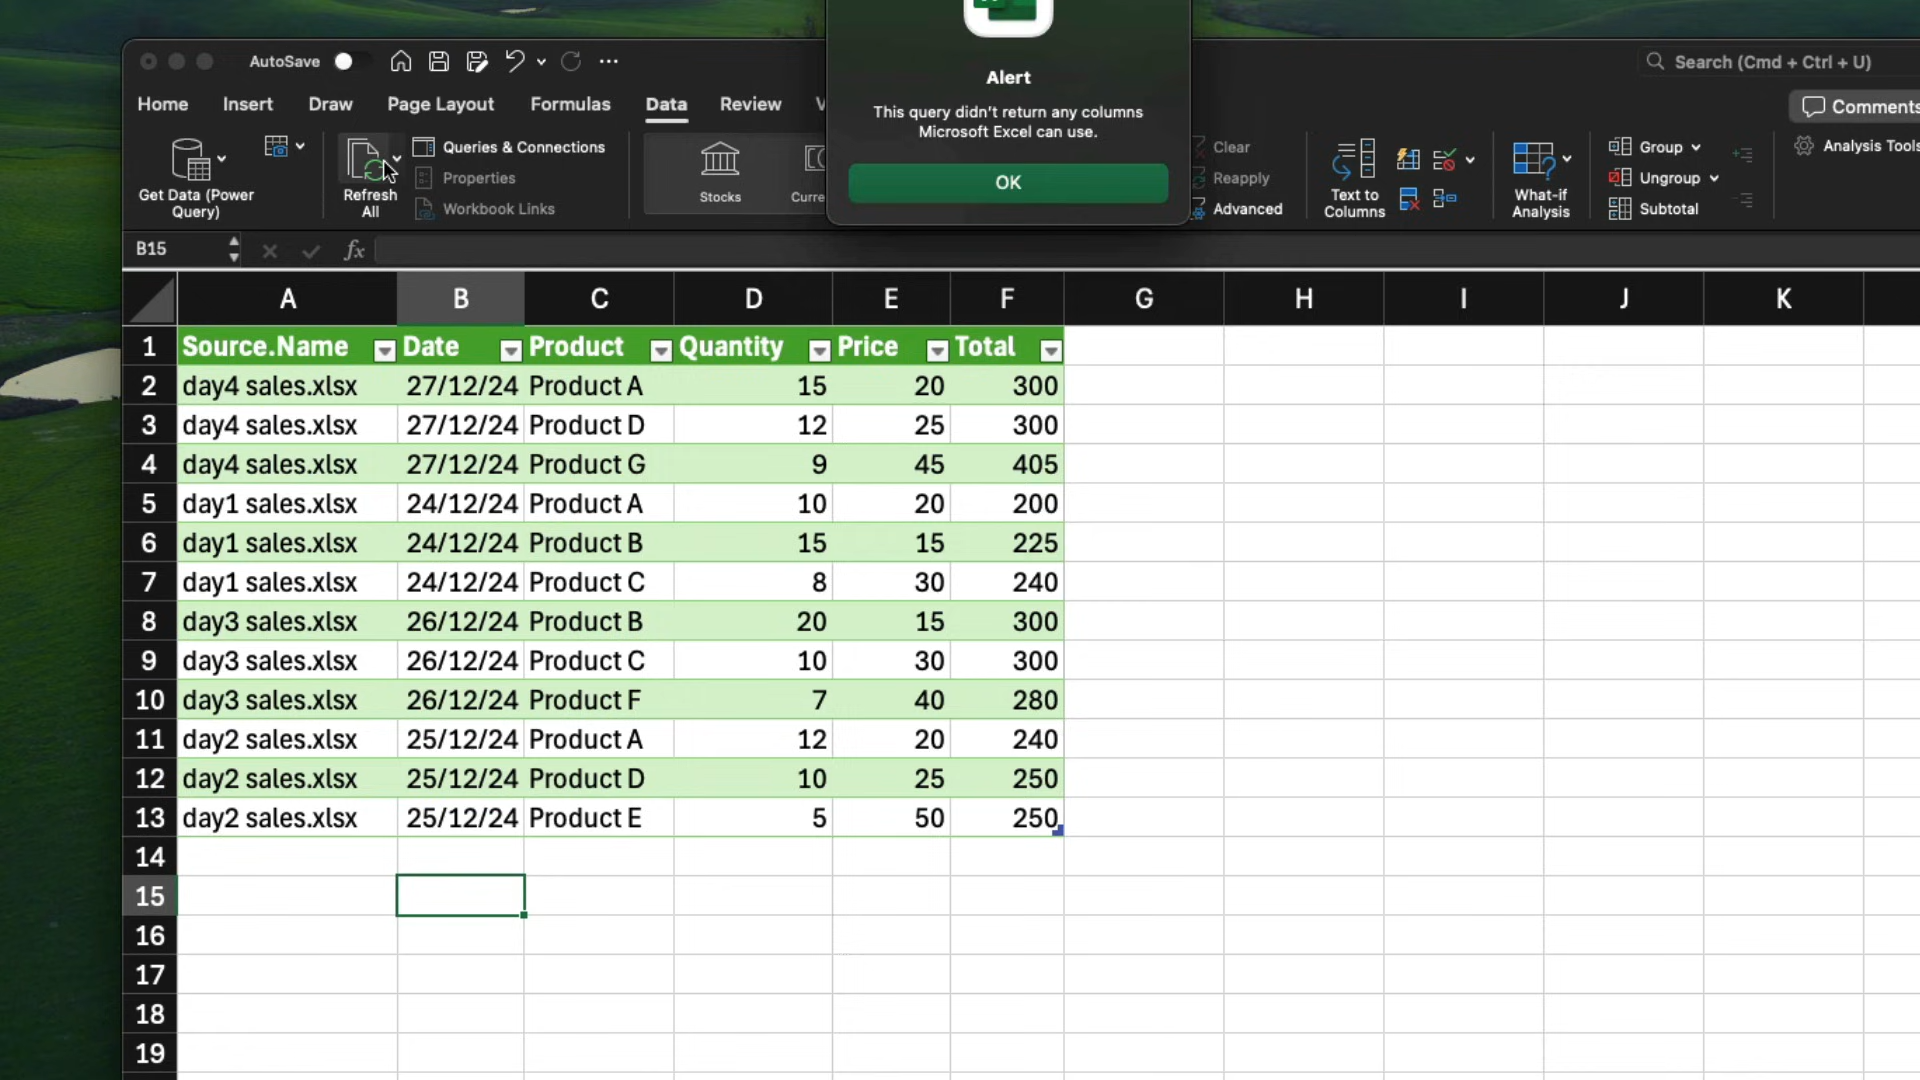 Alert
This query didn't return any columns
Microsoft Excel can use.
OK
AutoSave
Search (Cmd + Ctrl + U)
Home Insert Draw Page Layout Formulas Data Review V
Comments
Get Data (Power
Query)
Refresh
All
Queries & Connections
Properties
Workbook Links
Stocks
Curre
Clear
Reapply
Advanced
Text to
Columns
What-if
Analysis
Group
Ungroup
Subtotal
Analysis Tools
B15 fx
A B C D E F G H I J K
1 Source.Name Date Product Quantity Price Total
2 day4 sales.xlsx 27/12/24 Product A 15 20 300
3 day4 sales.xlsx 27/12/24 Product D 12 25 300
4 day4 sales.xlsx 27/12/24 Product G 9 45 405
5 day1 sales.xlsx 24/12/24 Product A 10 20 200
6 day1 sales.xlsx 24/12/24 Product B 15 15 225
7 day1 sales.xlsx 24/12/24 Product C 8 30 240
8 day3 sales.xlsx 26/12/24 Product B 20 15 300
9 day3 sales.xlsx 26/12/24 Product C 10 30 300
10 day3 sales.xlsx 26/12/24 Product F 7 40 280
11 day2 sales.xlsx 25/12/24 Product A 12 20 240
12 day2 sales.xlsx 25/12/24 Product D 10 25 250
13 day2 sales.xlsx 25/12/24 Product E 5 50 250
14
15
16
17
18
19